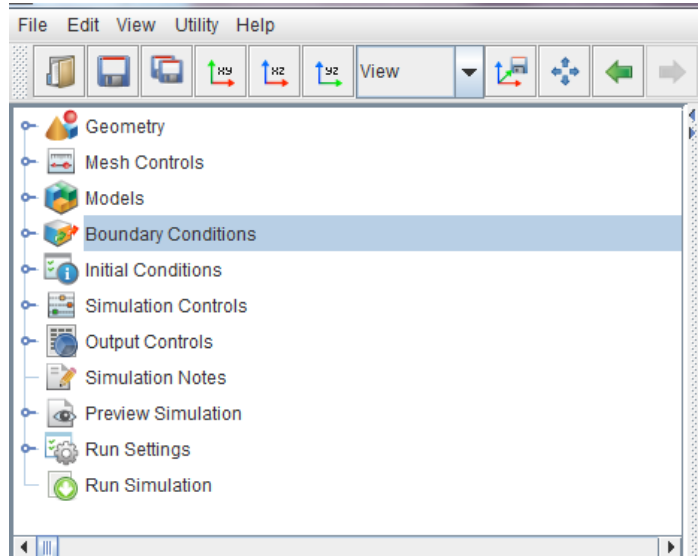 File Edit View Utility Help
xy xz yz View
Geometry
Mesh Controls
Models
Boundary Conditions
Initial Conditions
Simulation Controls
Output Controls
Simulation Notes
Preview Simulation
Run Settings
Run Simulation